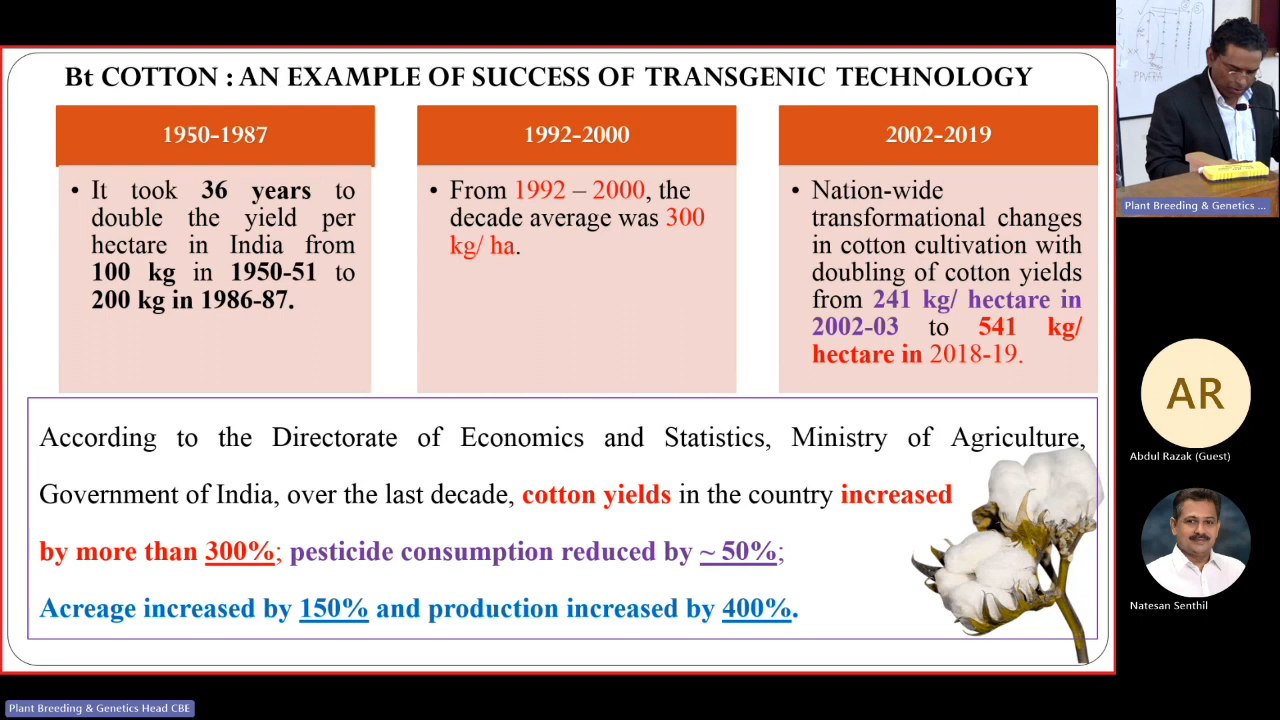 Bt COTTON : AN EXAMPLE OF SUCCESS OF TRANSGENIC TECHNOLOGY
1950-1987
• It took 36 years to
double the yield per
hectare in India from
100 kg in 1950-51 to
200 kg in 1986-87.
1992-2000
• From 1992 – 2000, the
decade average was 300
kg/ ha.
2002-2019
• Nation-wide
transformational changes
in cotton cultivation with
doubling of cotton yields
from 241 kg/ hectare in
2002-03 to 541 kg/
hectare in 2018-19.
According to the Directorate of Economics and Statistics, Ministry of Agriculture,
Government of India, over the last decade, cotton yields in the country increased
by more than 300%; pesticide consumption reduced by ~ 50%;
Acreage increased by 150% and production increased by 400%.
PPVFRA
Plant Breeding & Genetics ...
AR
Abdul Razak (Guest)
Natesan Senthil
Plant Breeding & Genetics Head CBE